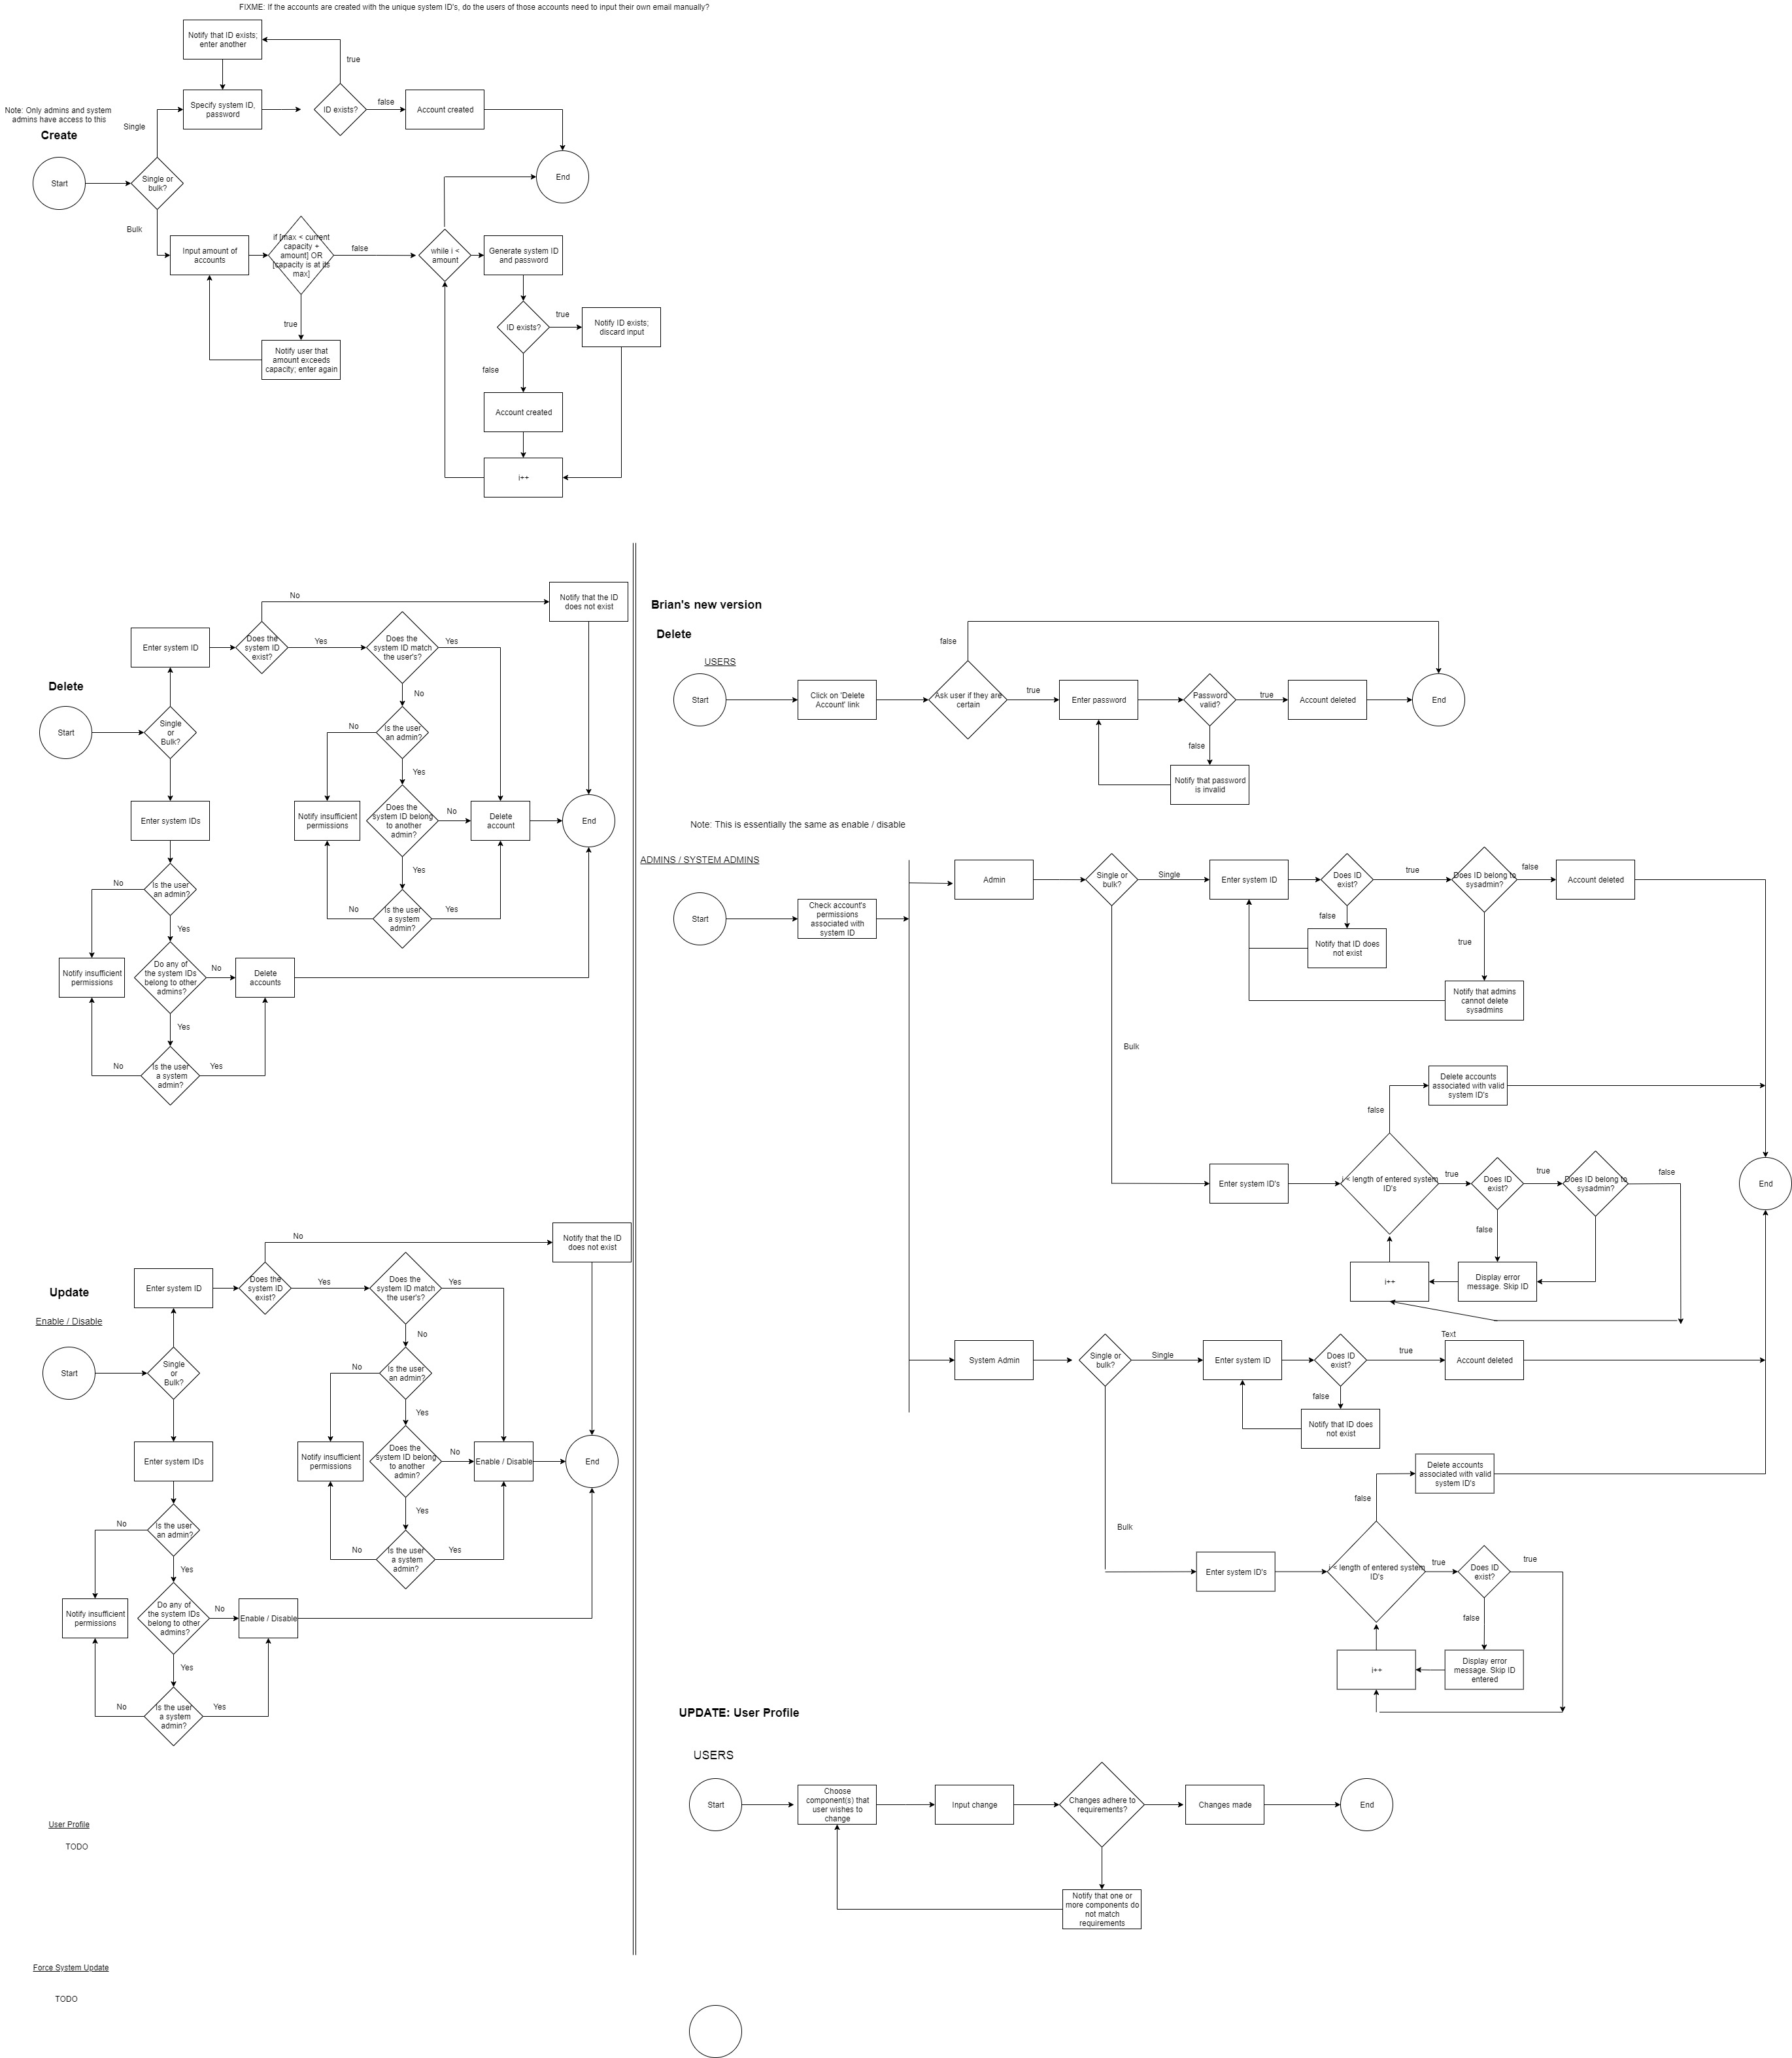 FIXME: If the accounts are created with the unique system ID's, do the users of those accounts need to input their own email manually?
Notify that ID exists;
enter another
true
Note: Only admins and system
admins have access to this
Create
Single
Specify system ID,
password
ID exists?
false
Account created
Start
Single or
bulk?
End
Bulk
Input amount of
accounts
if [max < current
capacity +
amount] OR
[capacity is at its
max]
false
while i <
amount
Generate system ID
and password
true
Notify user that
amount exceeds
capacity; enter again
ID exists?
true
Notify ID exists;
discard input
false
Account created
i++
No
Notify that the ID
does not exist
Enter system ID
Does the
system ID
exist?
Yes
Does the
system ID match
the user's?
Yes
Delete
No
Start
Single
or
Bulk?
No
Is the user
an admin?
Yes
Enter system IDs
Notify insufficient
permissions
Does the
system ID belong
to another
admin?
No
Delete
account
End
Yes
No
Is the user
an admin?
No
Is the user
a system
admin?
Yes
Yes
Notify insufficient
permissions
Do any of
the system IDs
belong to other
admins?
No
Delete
accounts
Yes
No
Is the user
a system
admin?
Yes
No
Notify that the ID
does not exist
Enter system ID
Does the
system ID
exist?
Yes
Does the
system ID match
the user's?
Yes
Update
Enable / Disable
No
Start
Single
or
Bulk?
No
Is the user
an admin?
Yes
Enter system IDs
Notify insufficient
permissions
Does the
system ID belong
to another
admin?
No
Enable / Disable
End
Yes
No
Is the user
an admin?
No
Is the user
a system
admin?
Yes
Yes
Notify insufficient
permissions
Do any of
the system IDs
belong to other
admins?
No
Enable / Disable
Yes
No
Is the user
a system
admin?
Yes
User Profile
TODO
Force System Update
TODO
Brian's new version
Delete
USERS
false
Start
Click on 'Delete
Account' link
Ask user if they are
certain
true
Enter password
Password
valid?
true
Account deleted
End
false
Notify that password
is invalid
Note: This is essentially the same as enable / disable
ADMINS / SYSTEM ADMINS
Start
Check account's
permissions
associated with
system ID
Admin
Single or
bulk?
Single
Enter system ID
Does ID
exist?
true
Does ID belong to
sysadmin?
false
Account deleted
false
Notify that ID does
not exist
true
Notify that admins
cannot delete
sysadmins
Bulk
Delete accounts
associated with valid
system ID's
false
Enter system ID's
i < length of entered system
ID's
true
Does ID
exist?
true
Does ID belong to
sysadmin?
false
End
false
i++
Display error
message. Skip ID
Text
System Admin
Single or
bulk?
Single
Enter system ID
Does ID
exist?
true
Account deleted
false
Notify that ID does
not exist
Delete accounts
associated with valid
system ID's
false
Bulk
Enter system ID's
i < length of entered system
ID's
true
Does ID
exist?
true
false
i++
Display error
message. Skip ID
entered
UPDATE: User Profile
USERS
Start
Choose
component(s) that
user wishes to
change
Input change
Changes adhere to
requirements?
Changes made
End
Notify that one or
more components do
not match
requirements